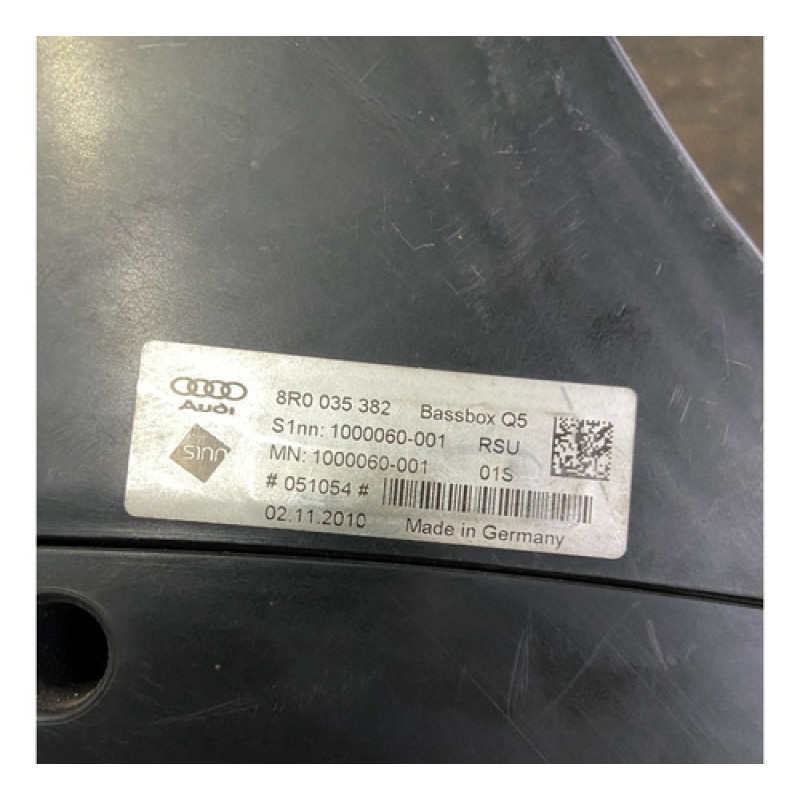 8R0 035 382 Bassbox Q5
Audi
S1nn: 1000060-001 RSU
s1nn
MN: 1000060-001 01S
# 051054 #
02.11.2010 Made in Germany